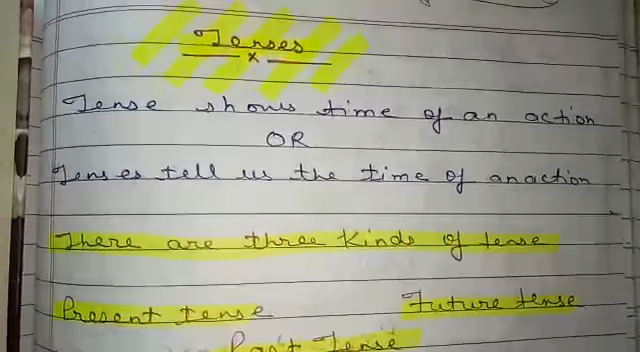 Tenses
x
Tense shows time of an action
OR
Tenses tell us the time of an action
There are three kinds of tense
Present tense Future tense
Past Tense